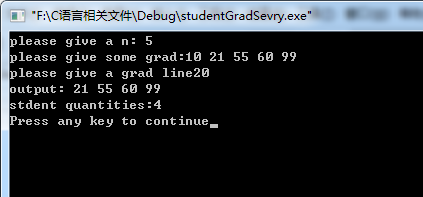 "F:\C语言相关文件\Debug\studentGradSevry.exe"
please give a n: 5
please give some grad:10 21 55 60 99
please give a grad line20
output: 21 55 60 99
stdent quantities:4
Press any key to continue_